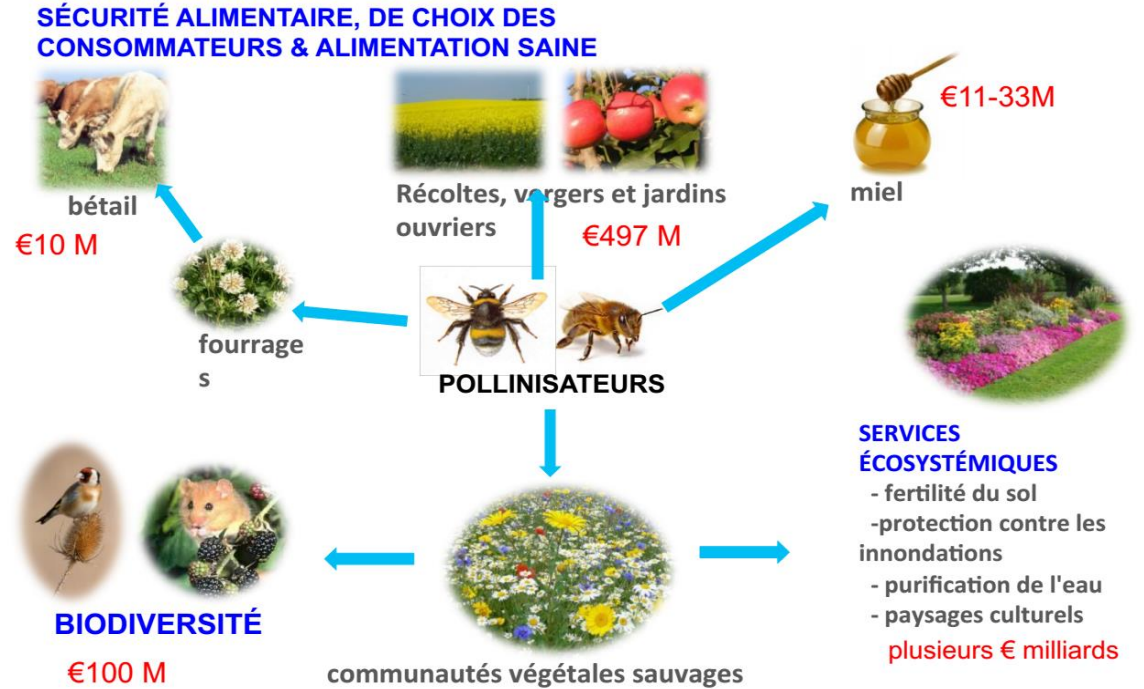 SÉCURITÉ ALIMENTAIRE, DE CHOIX DES
CONSOMMATEURS & ALIMENTATION SAINE
€11-33M
bétail
Récoltes, vergers et jardins
ouvriers
miel
€10 M
€497 M
fourrage
s
POLLINISATEURS
SERVICES
ÉCOSYSTÉMIQUES
- fertilité du sol
-protection contre les
innondations
- purification de l'eau
- paysages culturels
plusieurs € milliards
BIODIVERSITÉ
€100 M
communautés végétales sauvages